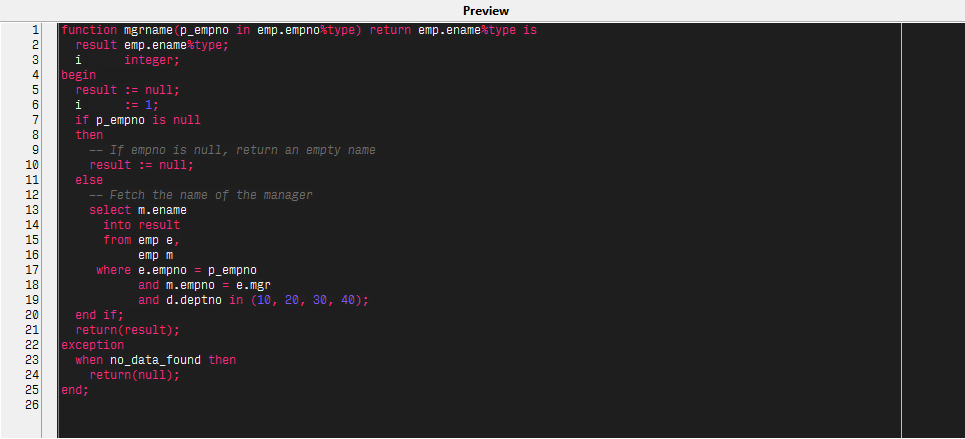 Preview
1 function mgrname(p_empno in emp.empno%type) return emp.ename%type is
2   result emp.ename%type;
3   i      integer;
4 begin
5   result := null;
6   i      := 1;
7   if p_empno is null
8   then
9     -- If empno is null, return an empty name
10     result := null;
11   else
12     -- Fetch the name of the manager
13     select m.ename
14       into result
15       from emp e,
16            emp m
17      where e.empno = p_empno
18            and m.empno = e.mgr
19            and d.deptno in (10, 20, 30, 40);
20   end if;
21   return(result);
22 exception
23   when no_data_found then
24     return(null);
25 end;
26